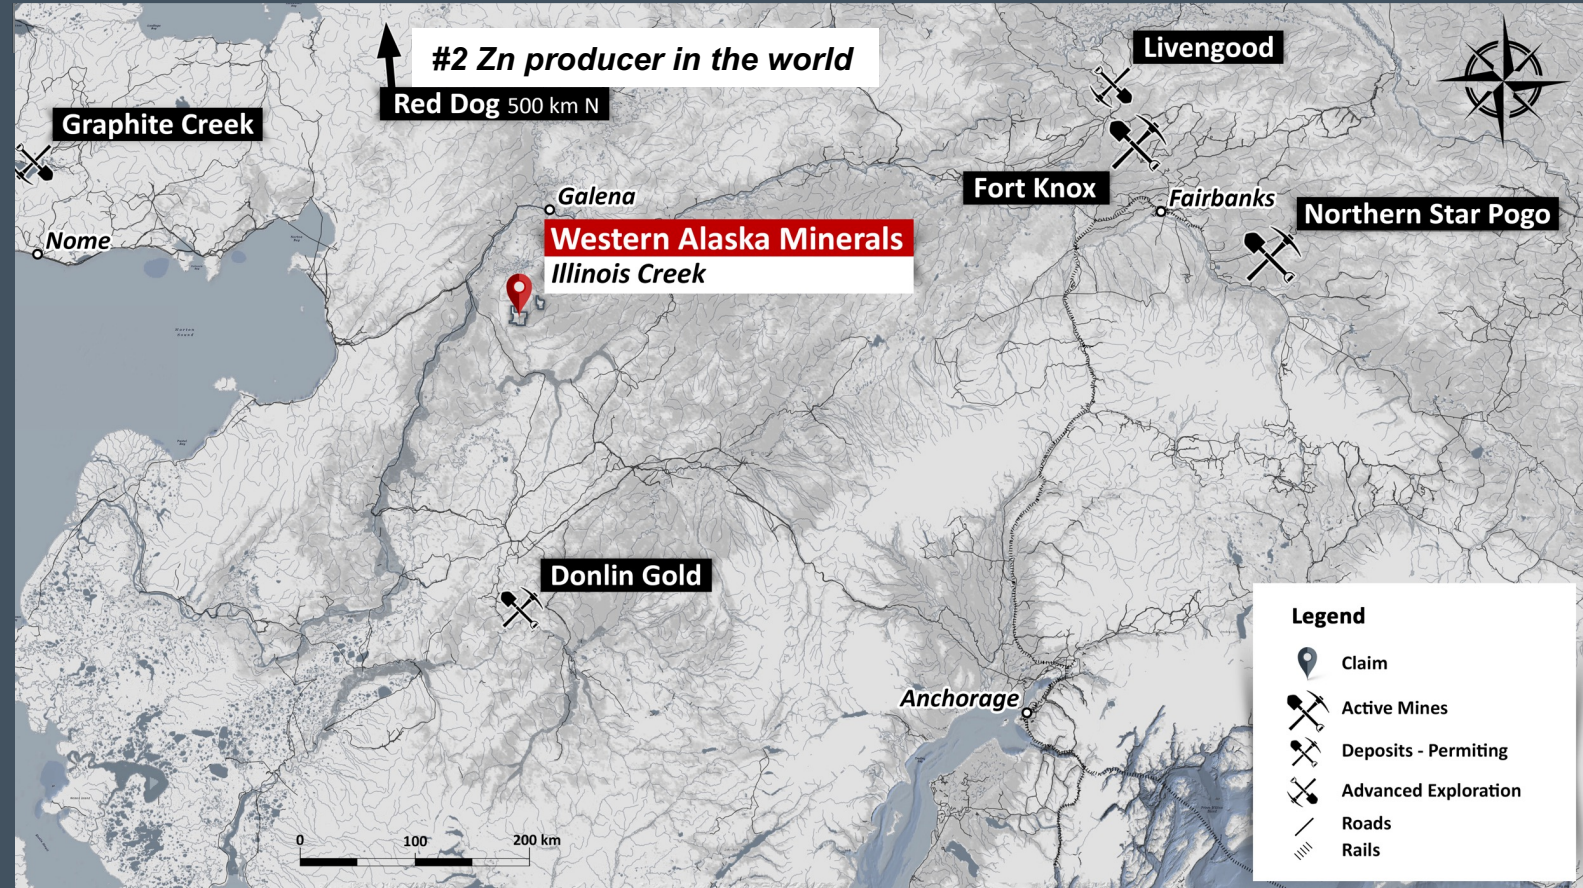 #2 Zn producer in the world
Red Dog 500 km N
Livengood
Graphite Creek
Fort Knox
Fairbanks
Northern Star Pogo
Galena
Nome
Western Alaska Minerals
Illinois Creek
Donlin Gold
Anchorage
0 100 200 km
Legend
Claim
Active Mines
Deposits - Permiting
Advanced Exploration
Roads
Rails